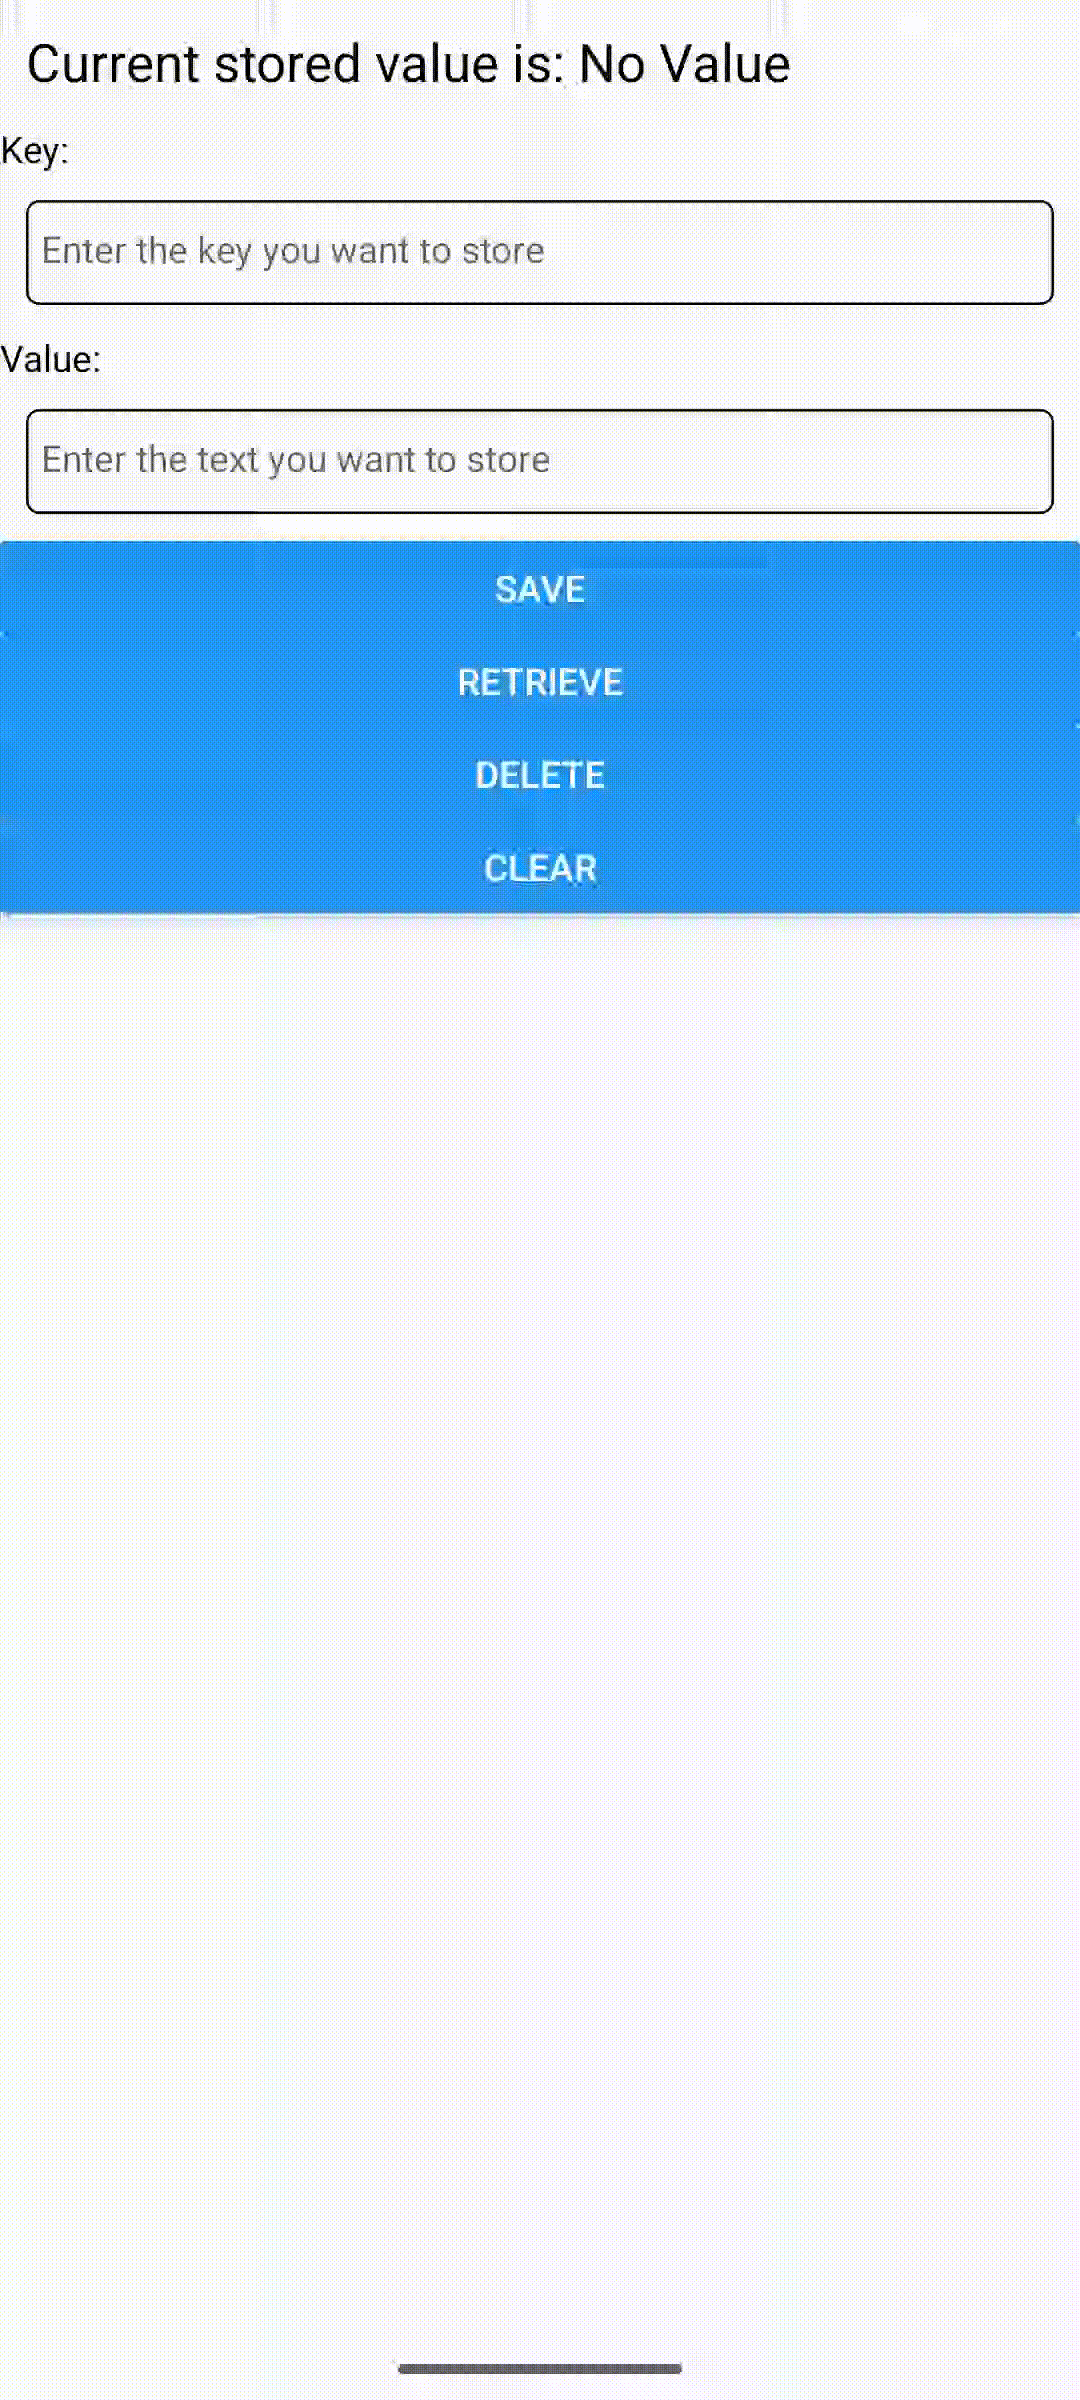 Current stored value is: No Value
Key:
Enter the key you want to store
Value:
Enter the text you want to store
SAVE
RETRIEVE
DELETE
CLEAR